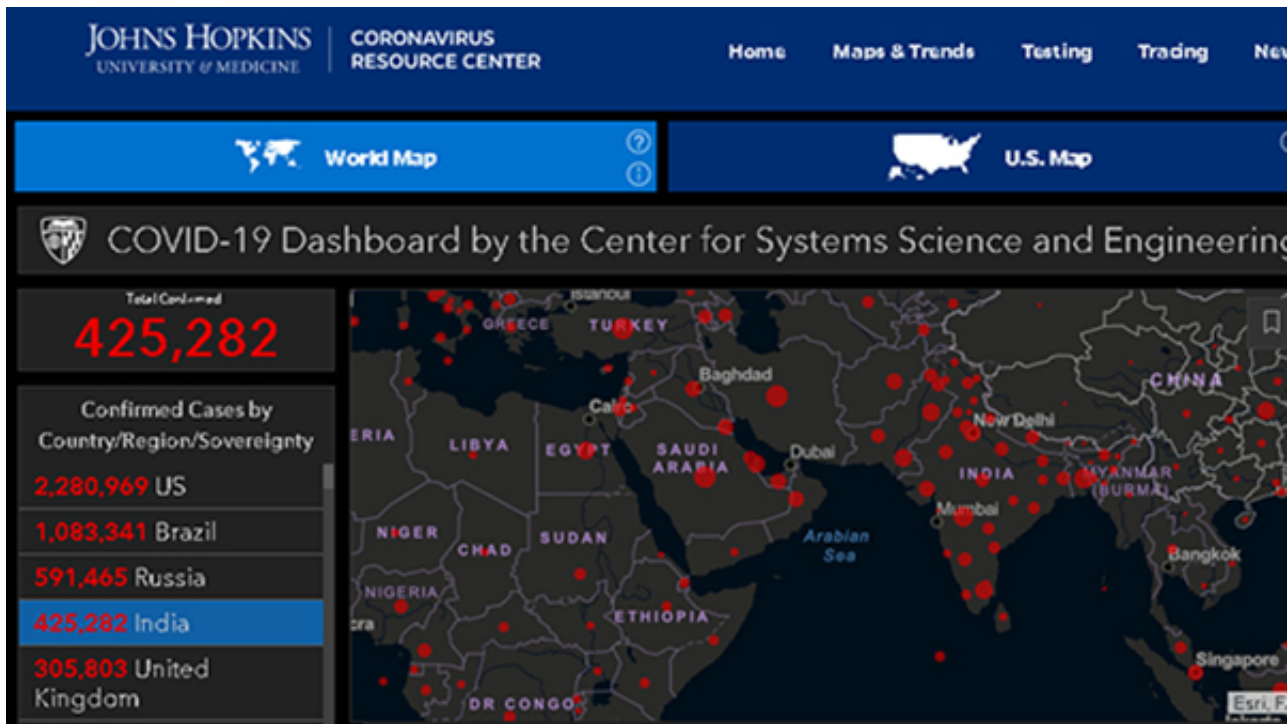 JOHNS HOPKINS
UNIVERSITY & MEDICINE
CORONAVIRUS
RESOURCE CENTER
Home Maps & Trends Testing Tracing
World Map
U.S. Map
COVID-19 Dashboard by the Center for Systems Science and Engineering
Total Confirmed
425,282
Confirmed Cases by
Country/Region/Sovereignty
2,280,969 US
1,083,341 Brazil
591,465 Russia
425,282 India
305,803 United
Kingdom
Istanbul
GREECE
TURKEY
Baghdad
CHINA
Cairo
New Delhi
ERIA
LIBYA
EGYPT
SAUDI
ARABIA
Dubai
INDIA
MYANMAR
(BURMA)
Mumbai
NIGER
CHAD
SUDAN
Arabian
Sea
Bangkok
NIGERIA
ETHIOPIA
cra
Singapore
DR CONGO
Esri, F